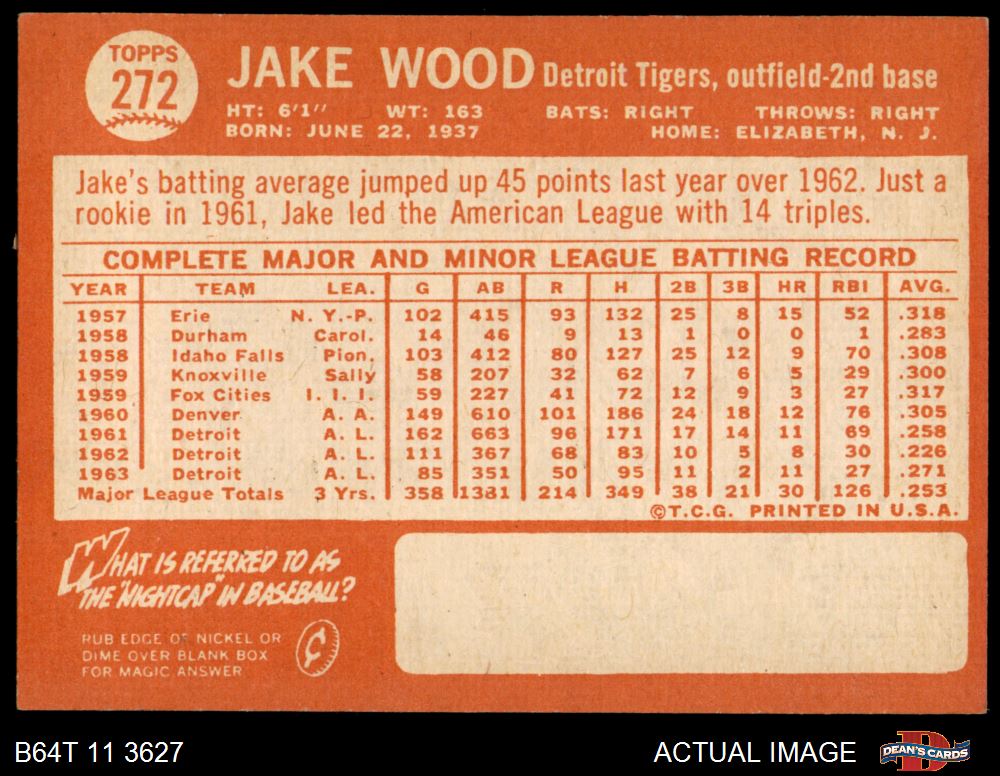 TOPPS
272
JAKE WOOD Detroit Tigers, outfield-2nd base
HT: 6'1" WT: 163 BATS: RIGHT THROWS: RIGHT
BORN: JUNE 22, 1937 HOME: ELIZABETH, N. J.
Jake's batting average jumped up 45 points last year over 1962. Just a
rookie in 1961, Jake led the American League with 14 triples.
COMPLETE MAJOR AND MINOR LEAGUE BATTING RECORD
YEAR TEAM LEA. G AB R H 2B 3B HR RBI AVG.
1957 Erie N. Y.-P. 102 415 93 132 25 8 15 52 .318
1958 Durham Carol. 14 46 9 13 1 0 0 1 .283
1958 Idaho Falls Pion. 103 412 80 127 25 12 9 70 .308
1959 Knoxville Sally 58 207 32 62 7 6 5 29 .300
1959 Fox Cities I. I. I. 59 227 41 72 12 9 3 27 .317
1960 Denver A. A. 149 610 101 186 24 18 12 76 .305
1961 Detroit A. L. 162 663 96 171 17 14 11 69 .258
1962 Detroit A. L. 111 367 68 83 10 5 8 30 .226
1963 Detroit A. L. 85 351 50 95 11 2 11 27 .271
Major League Totals 3 Yrs. 358 1381 214 349 38 21 30 126 .253
©T.C.G. PRINTED IN U.S.A.
WHAT IS REFERRED TO AS
THE "NIGHTCAP" IN BASEBALL?
RUB EDGE OF NICKEL OR
DIME OVER BLANK BOX
FOR MAGIC ANSWER
B64T 11 3627 ACTUAL IMAGE DEAN'S CARDS